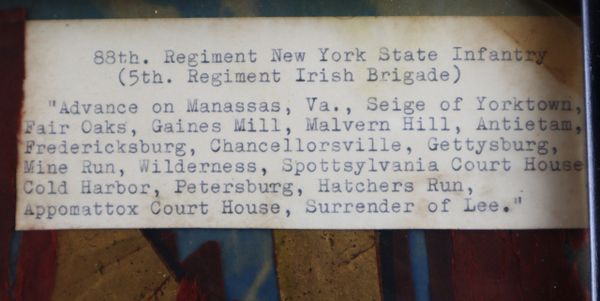 88th. Regiment New York State Infantry
(5th. Regiment Irish Brigade)
"Advance on Manassas, Va., Seige of Yorktown,
Fair Oaks, Gaines Mill, Malvern Hill, Antietam,
Fredericksburg, Chancellorsville, Gettysburg,
Mine Run, Wilderness, Spottsylvania Court House
Cold Harbor, Petersburg, Hatchers Run,
Appomattox Court House, Surrender of Lee."